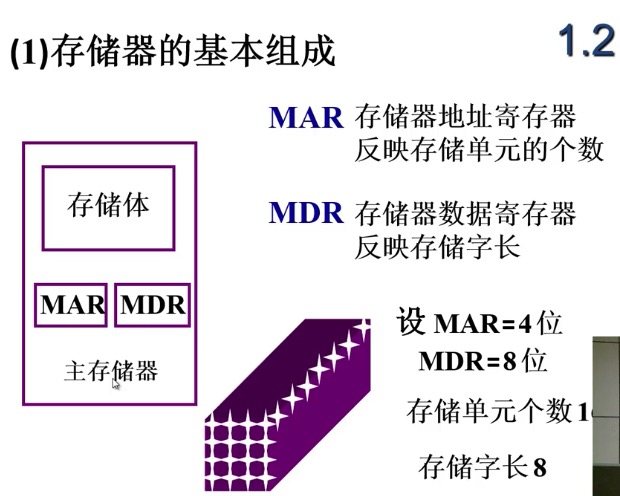 (1)存储器的基本组成
1.2
MAR 存储器地址寄存器
反映存储单元的个数
MDR 存储器数据寄存器
反映存储字长
存储体
MAR MDR
主存储器
设 MAR=4位
MDR=8位
存储单元个数
存储字长8